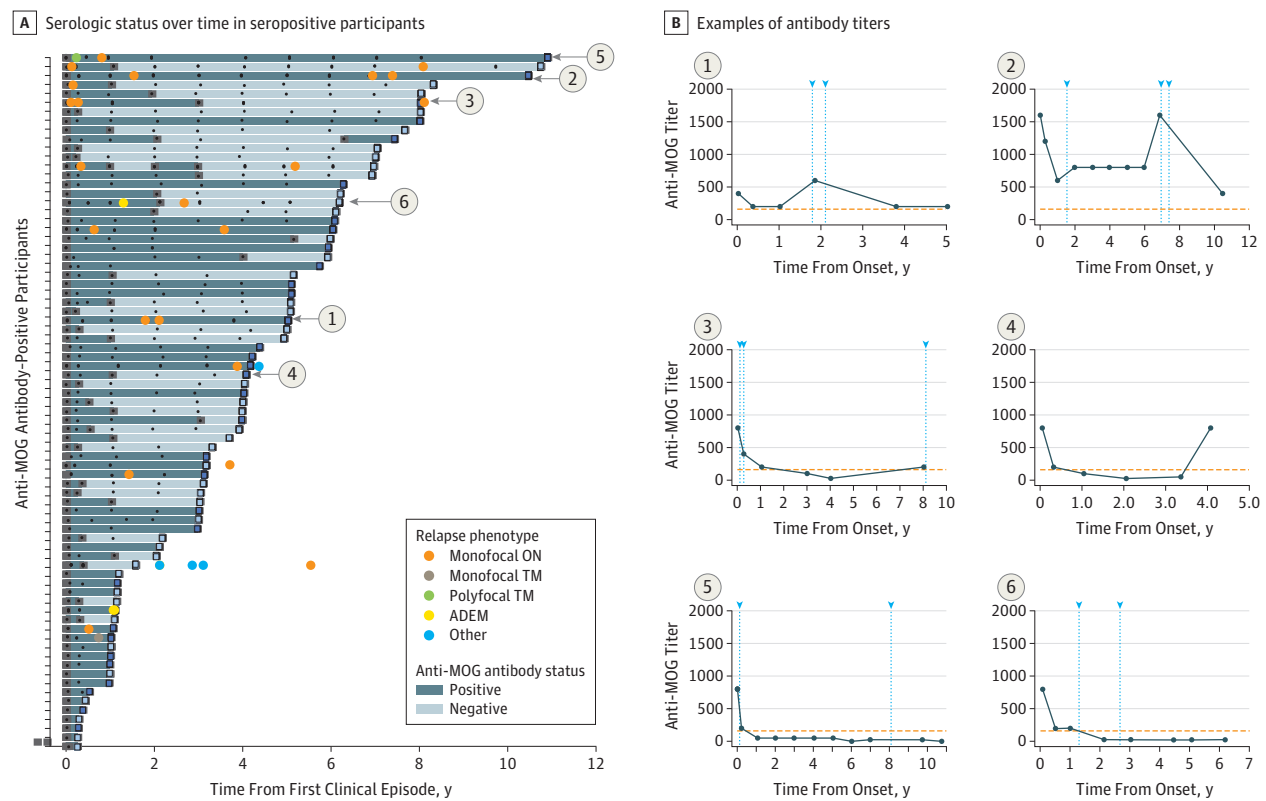 A Serologic status over time in seropositive participants
Anti-MOG Antibody-Positive Participants
5
2
3
6
1
4
Relapse phenotype
Monofocal ON
Monofocal TM
Polyfocal TM
ADEM
Other
Anti-MOG antibody status
Positive
Negative
0 2 4 6 8 10 12
Time From First Clinical Episode, y
B Examples of antibody titers
1
Anti-MOG Titer
2000
1500
1000
500
0
0 1 2 3 4 5
Time From Onset, y
2
2000
1500
1000
500
0
0 2 4 6 8 10 12
Time From Onset, y
3
Anti-MOG Titer
2000
1500
1000
500
0
0 1 2 3 4 5 6 7 8 9 10
Time From Onset, y
4
2000
1500
1000
500
0
0 1.0 2.0 3.0 4.0 5.0
Time From Onset, y
5
Anti-MOG Titer
2000
1500
1000
500
0
0 1 2 3 4 5 6 7 8 9 10
Time From Onset, y
6
2000
1500
1000
500
0
0 1 2 3 4 5 6 7
Time From Onset, y